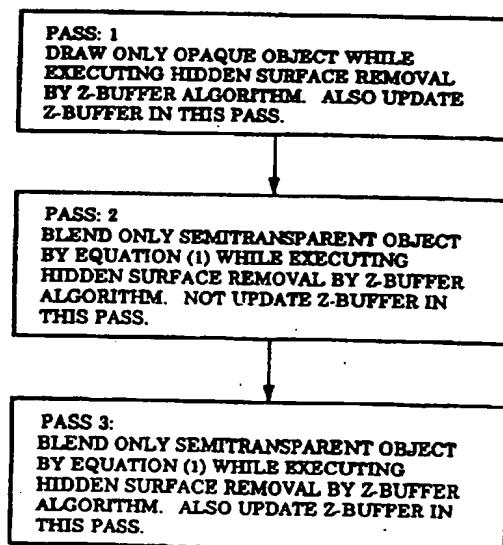 PASS: 1
DRAW ONLY OPAQUE OBJECT WHILE
EXECUTING HIDDEN SURFACE REMOVAL
BY Z-BUFFER ALGORITHM. ALSO UPDATE
Z-BUFFER IN THIS PASS.
PASS: 2
BLEND ONLY SEMITRANSPARENT OBJECT
BY EQUATION (1) WHILE EXECUTING
HIDDEN SURFACE REMOVAL BY Z-BUFFER
ALGORITHM. NOT UPDATE Z-BUFFER IN
THIS PASS.
PASS 3:
BLEND ONLY SEMITRANSPARENT OBJECT
BY EQUATION (1) WHILE EXECUTING
HIDDEN SURFACE REMOVAL BY Z-BUFFER
ALGORITHM. ALSO UPDATE Z-BUFFER IN
THIS PASS.